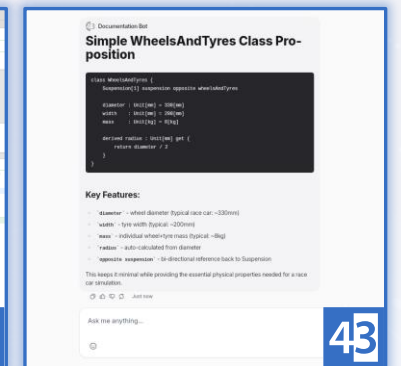 Documentation Bot
Simple WheelsAndTyres Class Pro-
position
class WheelsAndTyres {
Suspension[1] suspension opposite wheelsAndTyres
diameter : Unit[mm] = 330[mm]
width : Unit[mm] = 200[mm]
mass : Unit[kg] = 8[kg]
derived radius : Unit[mm] get {
return diameter / 2
}
}
Key Features:
`diameter` - wheel diameter (typical race car: ~330mm)
`width` - tyre width (typical: ~200mm)
`mass` - individual wheel+tyre mass (typical: ~8kg)
`radius` - auto-calculated from diameter
`opposite suspension` - bi-directional reference back to Suspension
This keeps it minimal while providing the essential physical properties needed for a race
car simulation.
Just now
Ask me anything...
43